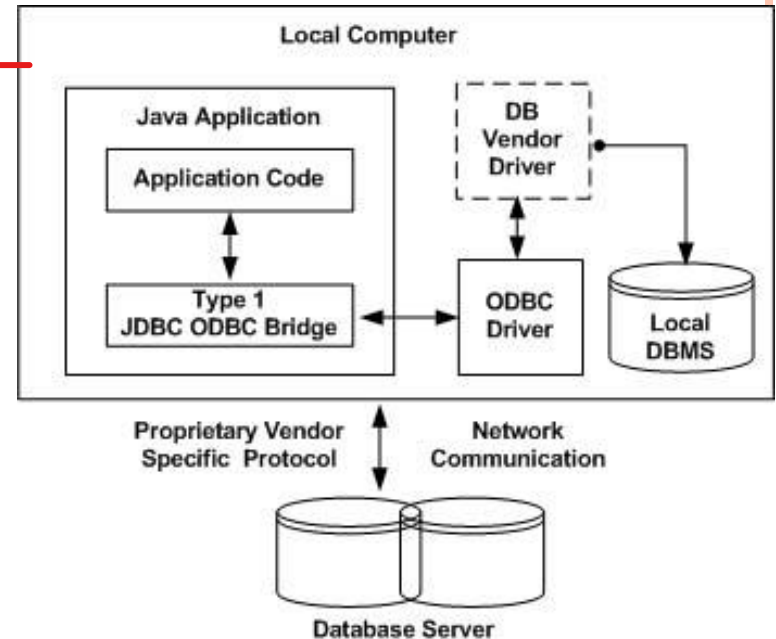 Local Computer
Java Application
Application Code
Type 1
JDBC ODBC Bridge
DB
Vendor
Driver
ODBC
Driver
Local
DBMS
Proprietary Vendor
Specific Protocol
Network
Communication
Database Server